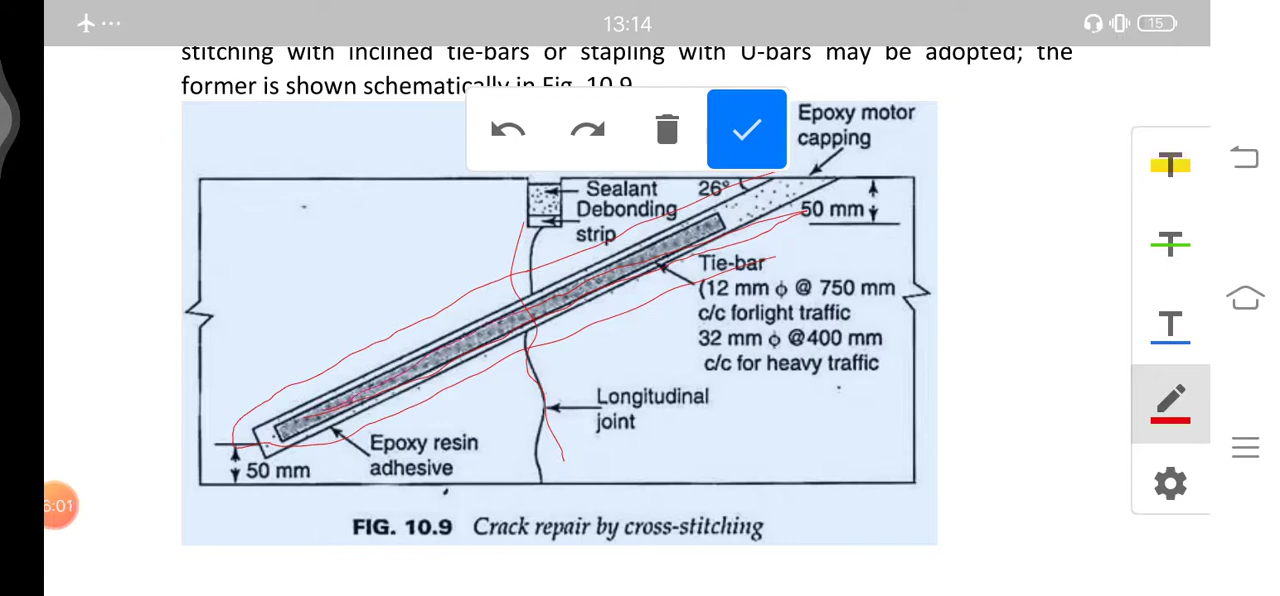 13:14
15
stitching with inclined tie-bars or stapling with U-bars may be adopted; the
former is shown schematically in Fig. 10.9
Epoxy motor
capping
Sealant
26°
Debonding
strip
50 mm
Tie-bar
(12 mm ϕ @ 750 mm
c/c forlight traffic
32 mm ϕ @400 mm
c/c for heavy traffic
Longitudinal
joint
Epoxy resin
adhesive
50 mm
6:01
FIG. 10.9 Crack repair by cross-stitching
T
T
T